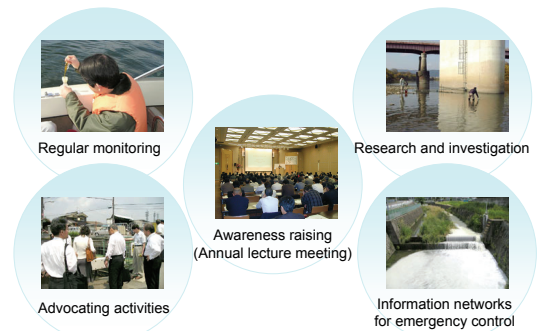 Regular monitoring
Research and investigation
Awareness raising
(Annual lecture meeting)
Advocating activities
Information networks
for emergency control